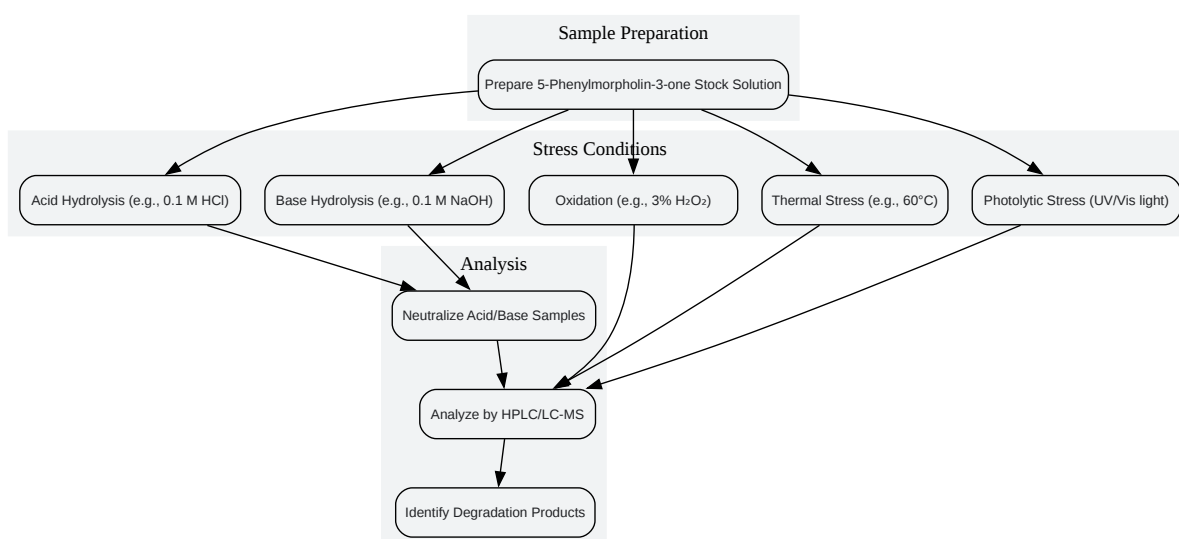 Sample Preparation
Prepare 5-Phenylmorpholin-3-one Stock Solution
Stress Conditions
Acid Hydrolysis (e.g., 0.1 M HCl)
Base Hydrolysis (e.g., 0.1 M NaOH)
Oxidation (e.g., 3% H₂O₂)
Thermal Stress (e.g., 60°C)
Photolytic Stress (UV/Vis light)
Analysis
Neutralize Acid/Base Samples
Analyze by HPLC/LC-MS
Identify Degradation Products